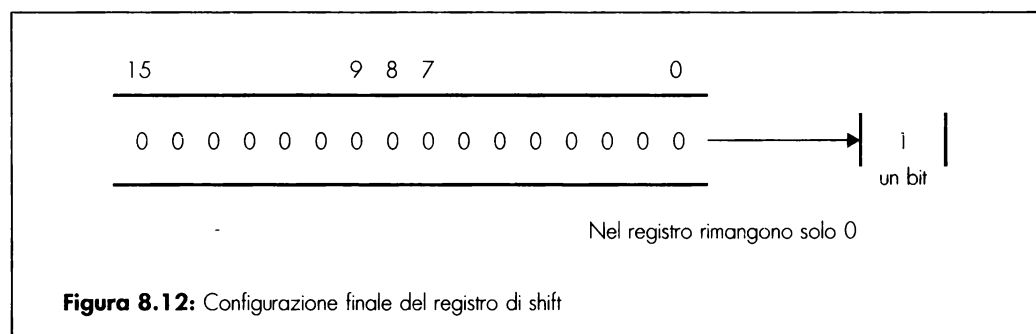 15 9 8 7 0
0 0 0 0 0 0 0 0 0 0 0 0 0 0 0 0 1
un bit
Nel registro rimangono solo 0
Figura 8.12: Configurazione finale del registro di shift